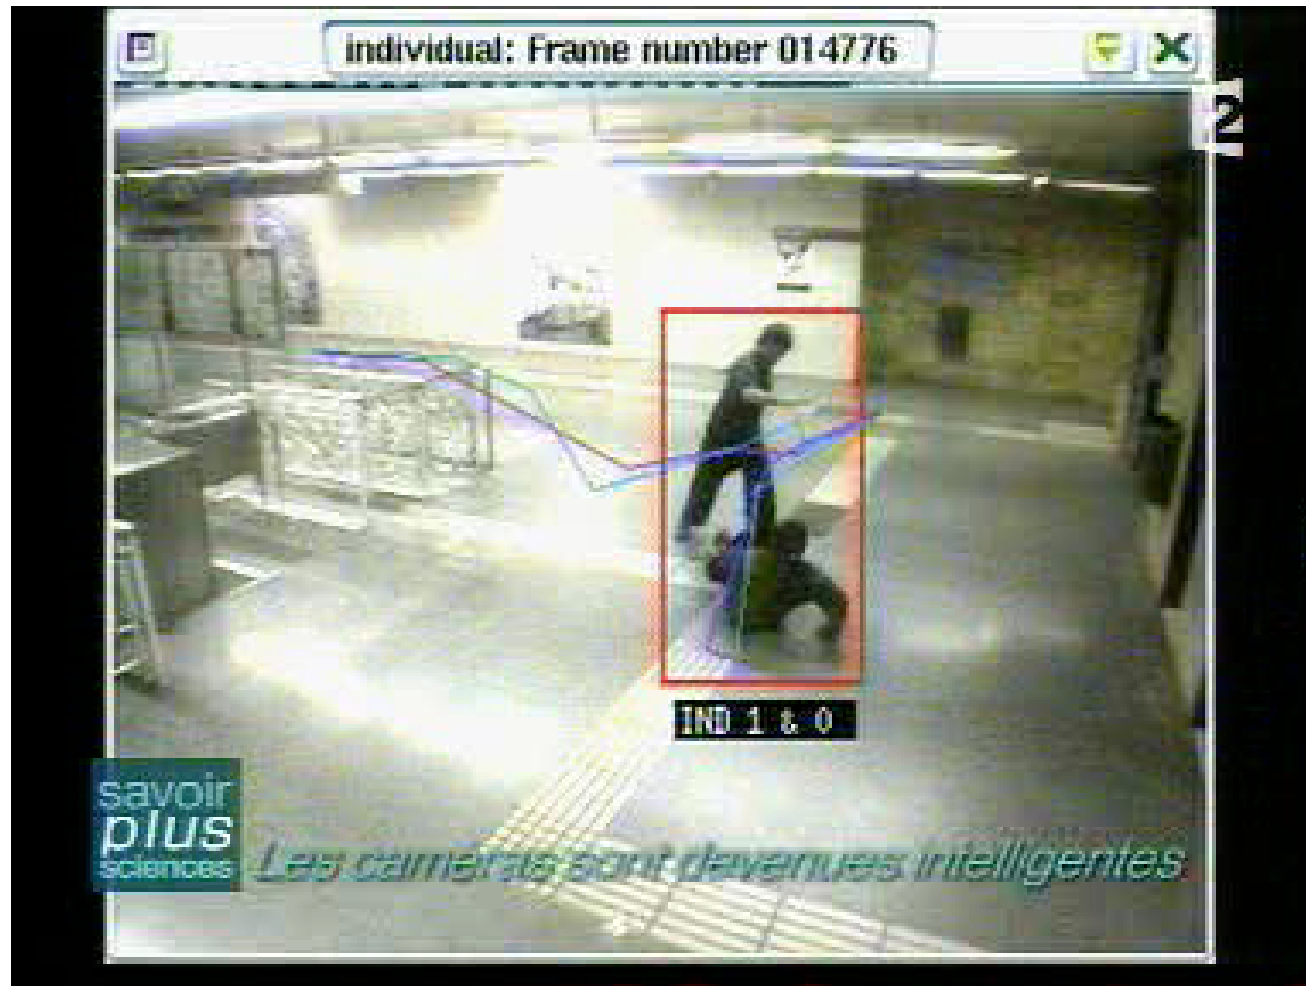 individual: Frame number 014776
2
IND 1 & 0
savoir
plus
sciences
Les caméras sont devenues intelligentes